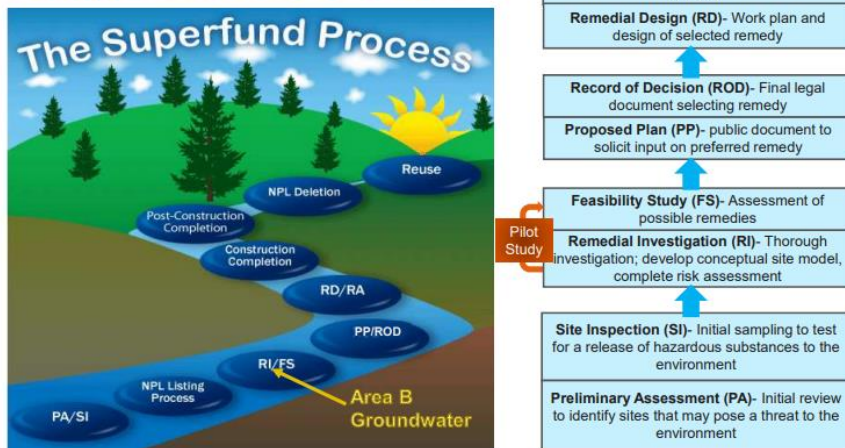 The Superfund Process
Reuse
NPL Deletion
Post-Construction
Completion
Construction
Completion
RD/RA
PP/ROD
RI/FS
NPL Listing
Process
PA/SI
Area B
Groundwater
Remedial Design (RD)- Work plan and
design of selected remedy
Record of Decision (ROD)- Final legal
document selecting remedy
Proposed Plan (PP)- public document to
solicit input on preferred remedy
Feasibility Study (FS)- Assessment of
possible remedies
Pilot
Study
Remedial Investigation (RI)- Thorough
investigation; develop conceptual site model,
complete risk assessment
Site Inspection (SI)- Initial sampling to test
for a release of hazardous substances to the
environment
Preliminary Assessment (PA)- Initial review
to identify sites that may pose a threat to the
environment